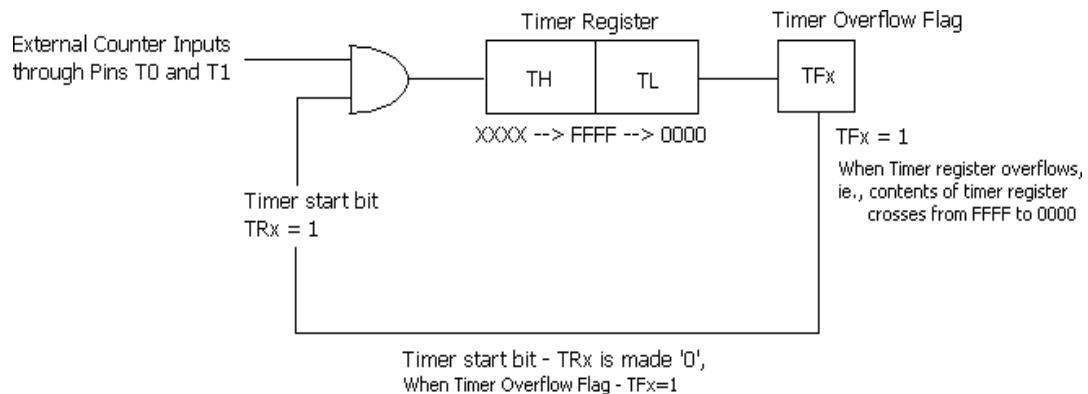 Timer Register
Timer Overflow Flag
External Counter Inputs
through Pins T0 and T1
TH
TL
TFx
XXXX --> FFFF --> 0000
TFx = 1
When Timer register overflows,
ie., contents of timer register
crosses from FFFF to 0000
Timer start bit
TRx = 1
Timer start bit - TRx is made '0',
When Timer Overflow Flag - TFx=1